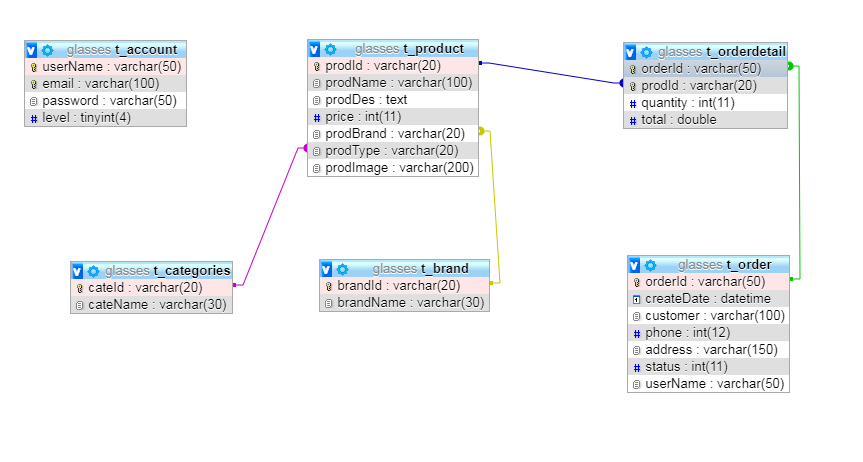 glasses t_account
userName : varchar(50)
email : varchar(100)
password : varchar(50)
level : tinyint(4)
glasses t_product
prodId : varchar(20)
prodName : varchar(100)
prodDes : text
price : int(11)
prodBrand : varchar(20)
prodType : varchar(20)
prodImage : varchar(200)
glasses t_orderdetail
orderId : varchar(50)
prodId : varchar(20)
quantity : int(11)
total : double
glasses t_categories
cateId : varchar(20)
cateName : varchar(30)
glasses t_brand
brandId : varchar(20)
brandName : varchar(30)
glasses t_order
orderId : varchar(50)
createDate : datetime
customer : varchar(100)
phone : int(12)
address : varchar(150)
status : int(11)
userName : varchar(50)